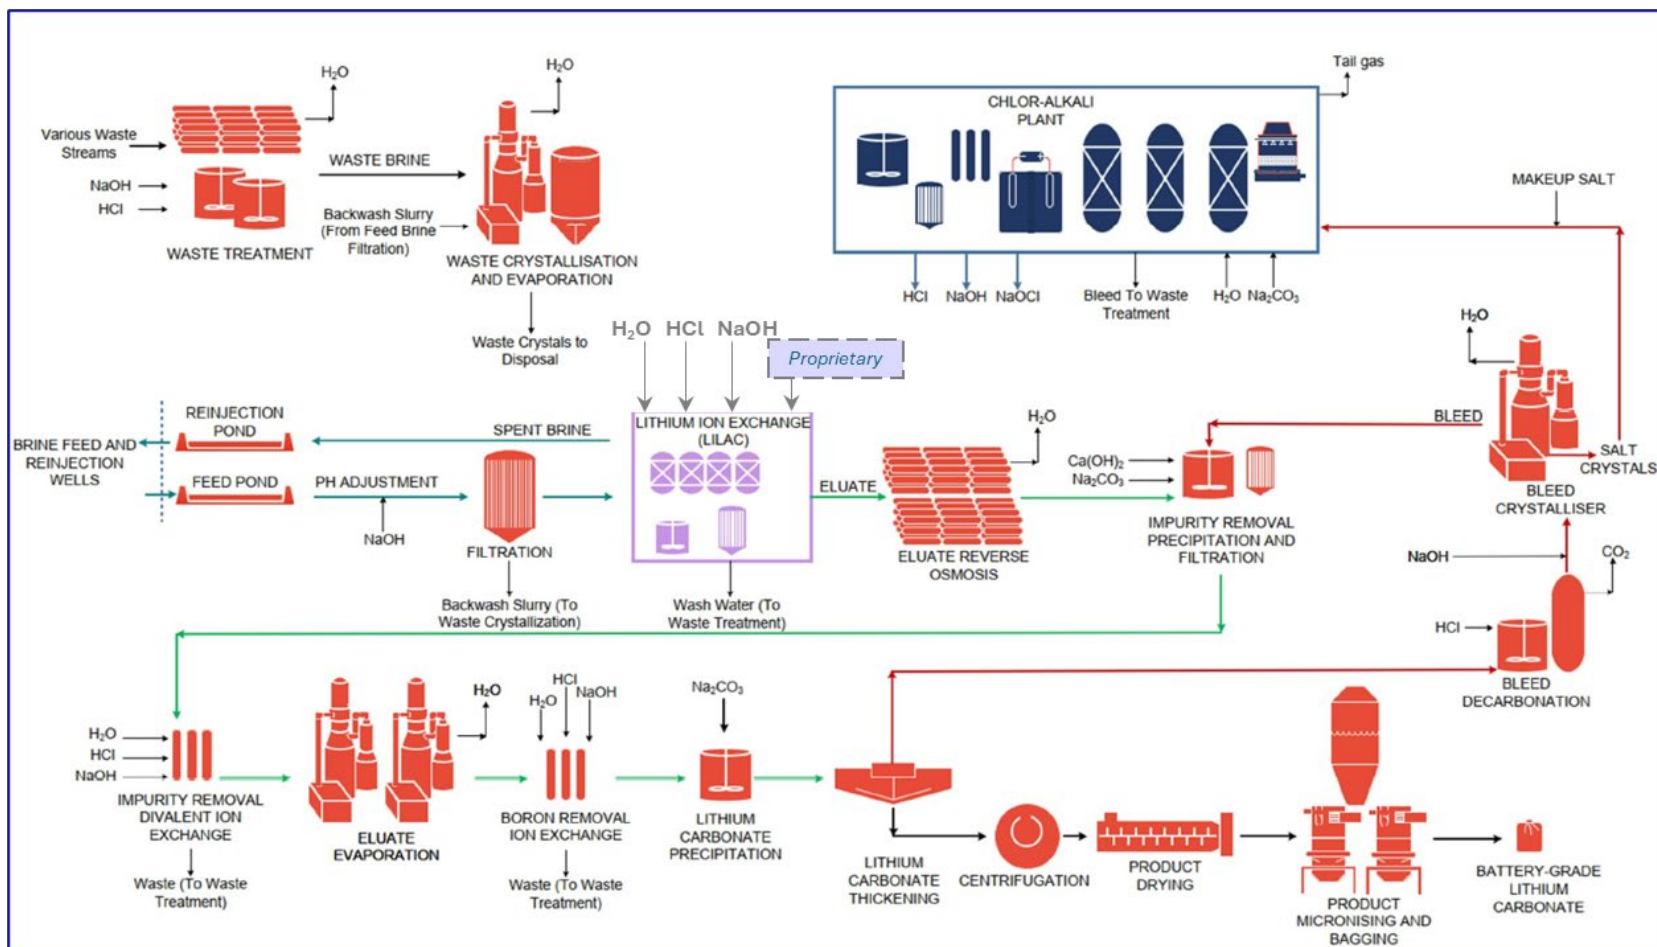 H₂O
Various Waste
Streams
NaOH
HCl
WASTE TREATMENT
WASTE BRINE
Backwash Slurry
(From Feed Brine
Filtration)
H₂O
WASTE CRYSTALLISATION
AND EVAPORATION
Waste Crystals to
Disposal
CHLOR-ALKALI
PLANT
Tail gas
HCl
NaOH
NaOCl
Bleed To Waste
Treatment
H₂O
Na₂CO₃
MAKEUP SALT
H₂O
BLEED
SALT
CRYSTALS
BLEED
CRYSTALLISER
H₂O
HCl
NaOH
Proprietary
BRINE FEED AND
REINJECTION
WELLS
REINJECTION
POND
FEED POND
SPENT BRINE
PH ADJUSTMENT
NaOH
FILTRATION
Backwash Slurry (To
Waste Crystallization)
LITHIUM ION EXCHANGE
(LILAC)
Wash Water (To
Waste Treatment)
ELUATE
H₂O
ELUATE REVERSE
OSMOSIS
Ca(OH)₂
Na₂CO₃
IMPURITY REMOVAL
PRECIPITATION AND
FILTRATION
NaOH
CO₂
HCl
BLEED
DECARBONATION
H₂O
HCl
NaOH
IMPURITY REMOVAL
DIVALENT ION
EXCHANGE
Waste (To Waste
Treatment)
H₂O
ELUATE
EVAPORATION
H₂O
HCl
NaOH
BORON REMOVAL
ION EXCHANGE
Waste (To Waste
Treatment)
Na₂CO₃
LITHIUM
CARBONATE
PRECIPITATION
LITHIUM
CARBONATE
THICKENING
CENTRIFUGATION
PRODUCT
DRYING
PRODUCT
MICRONISING AND
BAGGING
BATTERY-GRADE
LITHIUM
CARBONATE